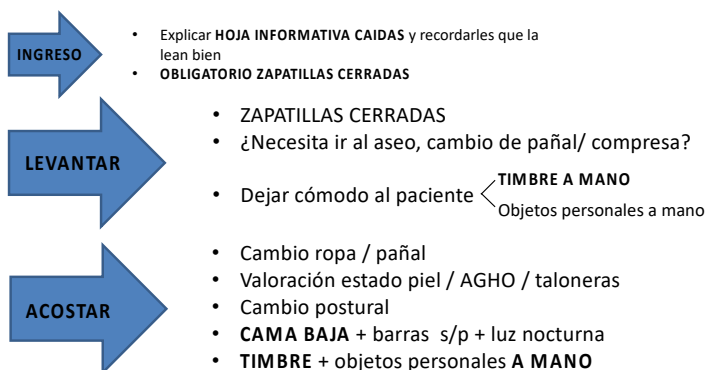 INGRESO
• Explicar HOJA INFORMATIVA CAIDAS y recordarles que la
lean bien
• OBLIGATORIO ZAPATILLAS CERRADAS
LEVANTAR
• ZAPATILLAS CERRADAS
• ¿Necesita ir al aseo, cambio de pañal/ compresa?
• Dejar cómodo al paciente
TIMBRE A MANO
Objetos personales a mano
ACOSTAR
• Cambio ropa / pañal
• Valoración estado piel / AGHO / taloneras
• Cambio postural
• CAMA BAJA + barras s/p + luz nocturna
• TIMBRE + objetos personales A MANO